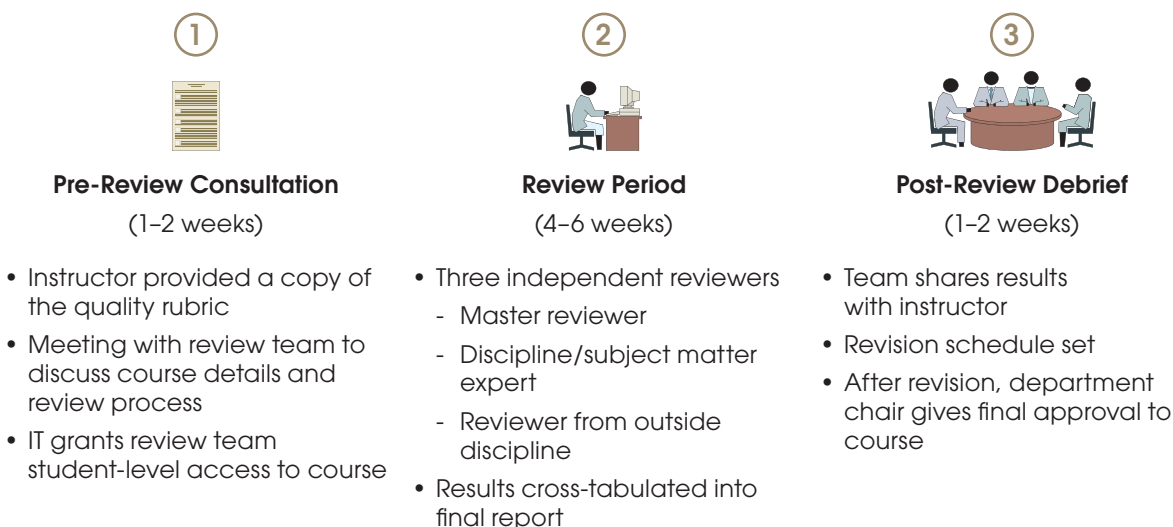 1
Pre-Review Consultation
(1–2 weeks)
• Instructor provided a copy of
the quality rubric
• Meeting with review team to
discuss course details and
review process
• IT grants review team
student-level access to course
2
Review Period
(4–6 weeks)
• Three independent reviewers
- Master reviewer
- Discipline/subject matter
expert
- Reviewer from outside
discipline
• Results cross-tabulated into
final report
3
Post-Review Debrief
(1–2 weeks)
• Team shares results
with instructor
• Revision schedule set
• After revision, department
chair gives final approval to
course